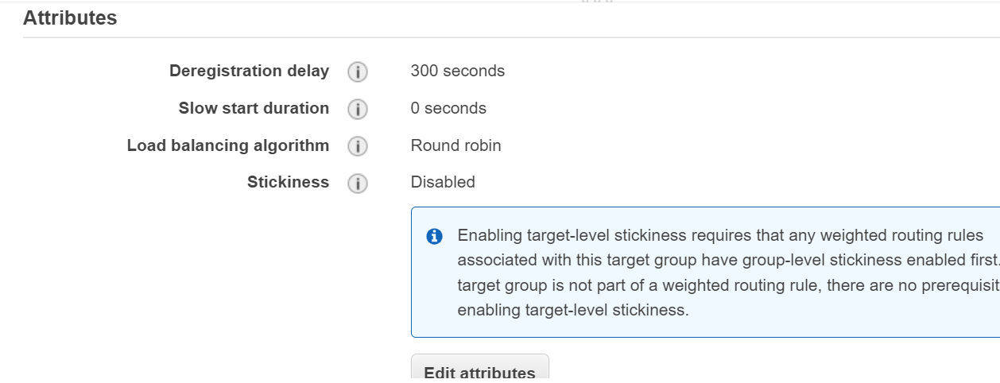 Attributes
Deregistration delay 300 seconds
Slow start duration 0 seconds
Load balancing algorithm Round robin
Stickiness Disabled
Enabling target-level stickiness requires that any weighted routing rules
associated with this target group have group-level stickiness enabled first.
target group is not part of a weighted routing rule, there are no prerequisit
enabling target-level stickiness.
Edit attributes